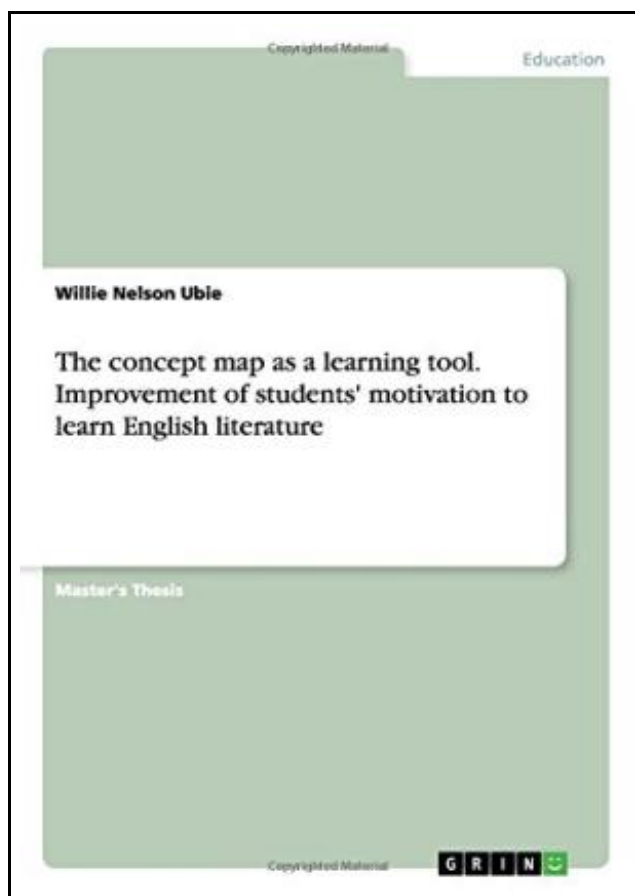 Copyrighted Material
Education
Willie Nelson Ubie
The concept map as a learning tool.
Improvement of students' motivation to
learn English literature
Master's Thesis
Copyrighted Material
GRIN